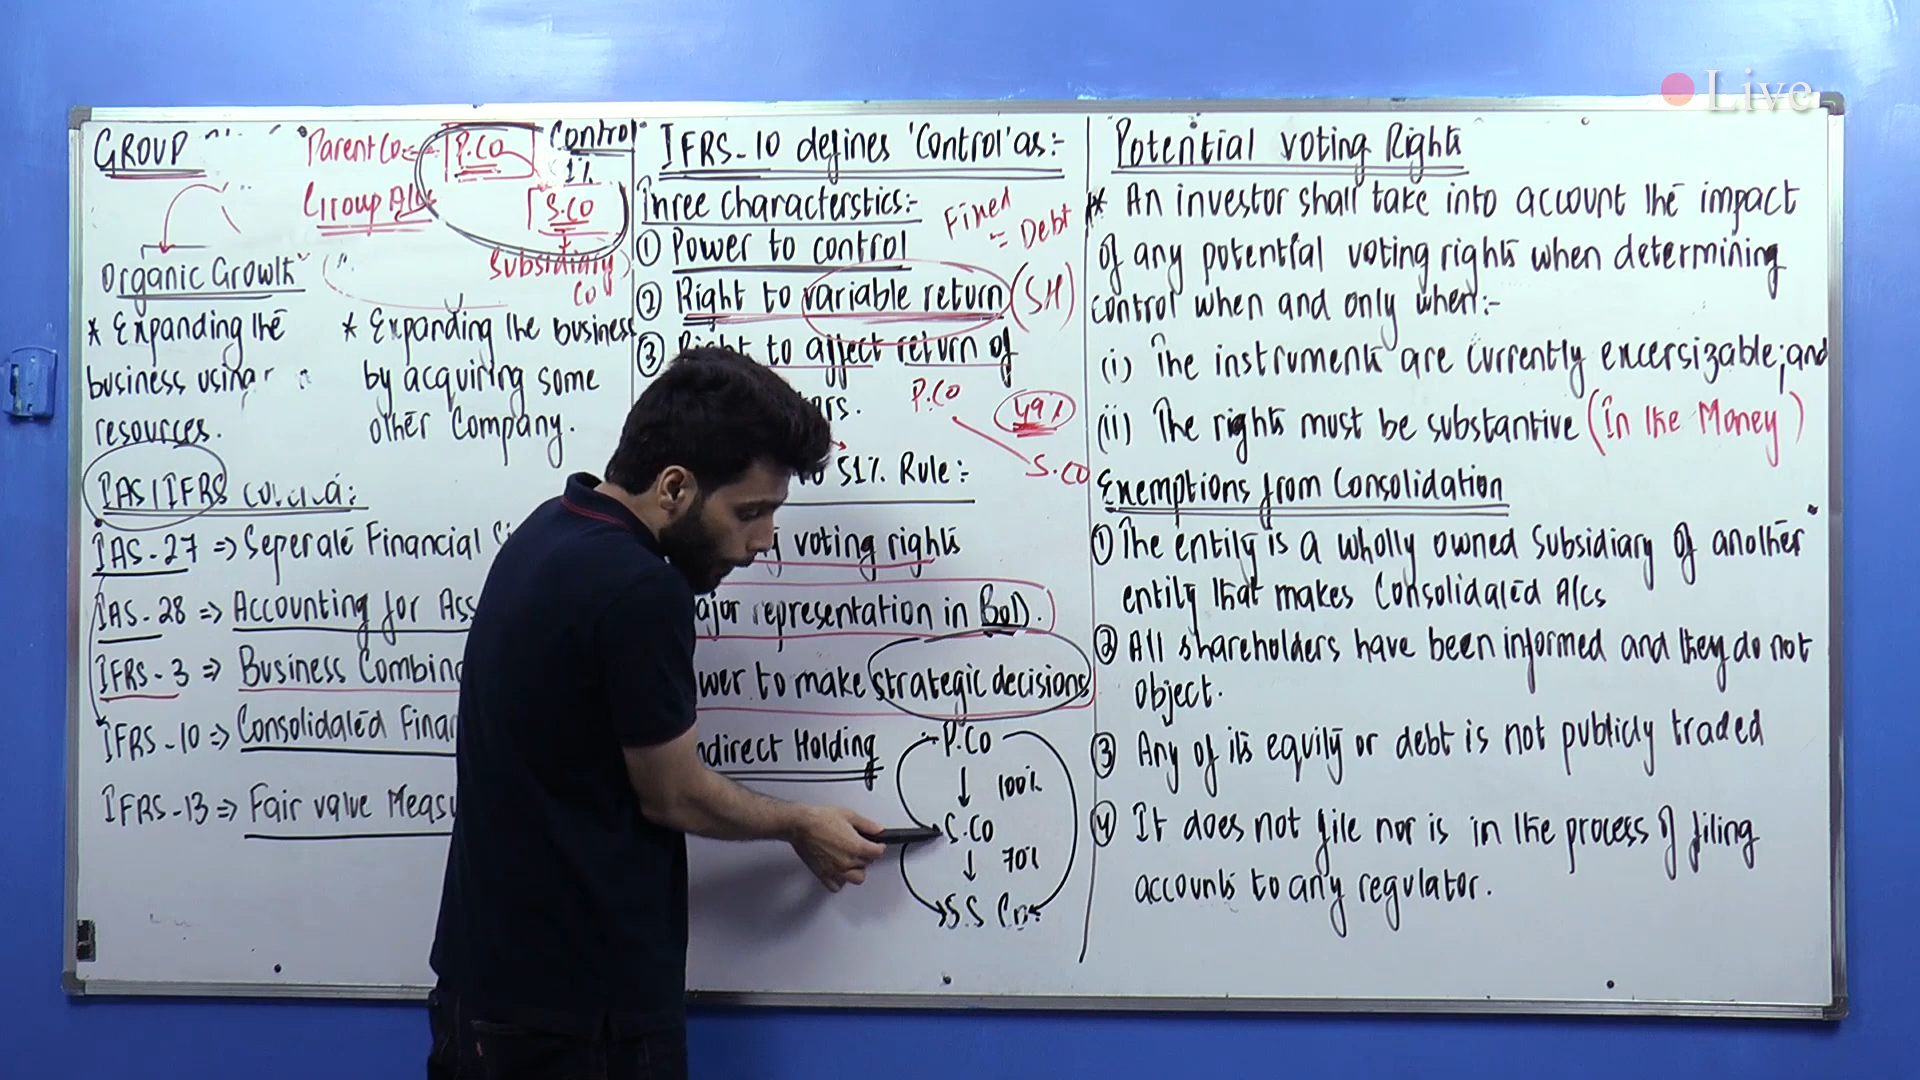 Live
GROUP
Parent Co
P.CO
Control
1%
Group A/cs
S.CO
Subsidiary
Co
Organic Growth
* Expanding the
business using
resources.
* Expanding the business
by acquiring some
other Company.
IAS/IFRS
IAS-27 => Seperate Financial
IAS-28 => Accounting for Ass
IFRS-3 => Business Combin
IFRS-10 => Consolidated Finan
IFRS-13 => Fair value Measu
IFRS-10 defines 'Control' as:-
Three Characterstics:-
① Power to control
② Right to variable return (SH)
Fixed
= Debt
③ Right to affect return of
P.CO
49%
S.CO
51% Rule:-
voting rights
ajor representation in BoD.
wer to make strategic decisions
ndirect Holding
P.CO
100%
S.CO
70%
S.S Co
Potential voting Rights
* An investor shall take into account the impact
of any potential voting rights when determining
control when and only when:-
(i) The instruments are currently excersizable; and
(ii) The rights must be substantive (In the Money)
Exemptions from Consolidation
① The entity is a wholly owned Subsidiary of another
entity that makes Consolidated A/cs
② All shareholders have been informed and they do not
object.
③ Any of its equity or debt is not publicly traded
④ It does not file nor is in the process of filing
accounts to any regulator.